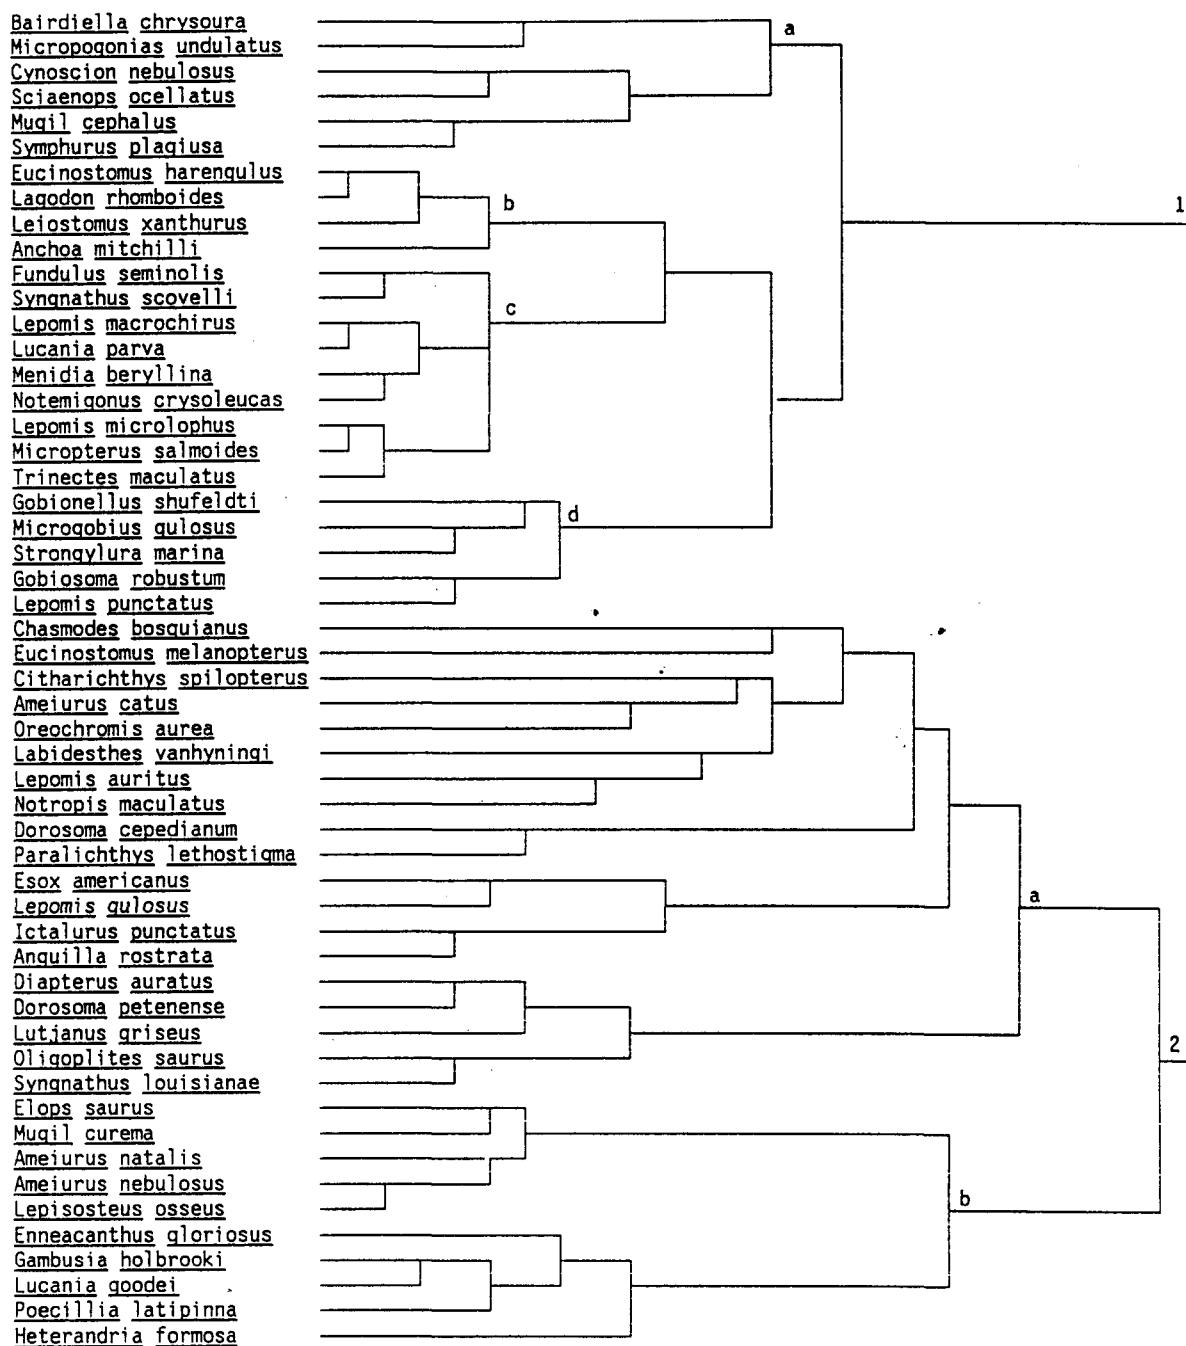 Bairdiella chrysoura
a
Micropogonias undulatus
Cynoscion nebulosus
Sciaenops ocellatus
Mugil cephalus
Symphurus plagiusa
Eucinostomus harengulus
Lagodon rhomboides
b
1
Leiostomus xanthurus
Anchoa mitchilli
Fundulus seminolis
Syngnathus scovelli
c
Lepomis macrochirus
Lucania parva
Menidia beryllina
Notemigonus crysoleucas
Lepomis microlophus
Micropterus salmoides
Trinectes maculatus
Gobionellus shufeldti
d
Microgobius gulosus
Strongylura marina
Gobiosoma robustum
Lepomis punctatus
Chasmodes bosquianus
Eucinostomus melanopterus
Citharichthys spilopterus
Ameiurus catus
Oreochromis aurea
Labidesthes vanhyningi
Lepomis auritus
Notropis maculatus
Dorosoma cepedianum
Paralichthys lethostigma
Esox americanus
a
Lepomis gulosus
Ictalurus punctatus
Anguilla rostrata
Diapterus auratus
Dorosoma petenense
Lutjanus griseus
2
Oligoplites saurus
Syngnathus louisianae
Elops saurus
Mugil curema
Ameiurus natalis
Ameiurus nebulosus
b
Lepisosteus osseus
Enneacanthus gloriosus
Gambusia holbrooki
Lucania goodei
Poecillia latipinna
Heterandria formosa